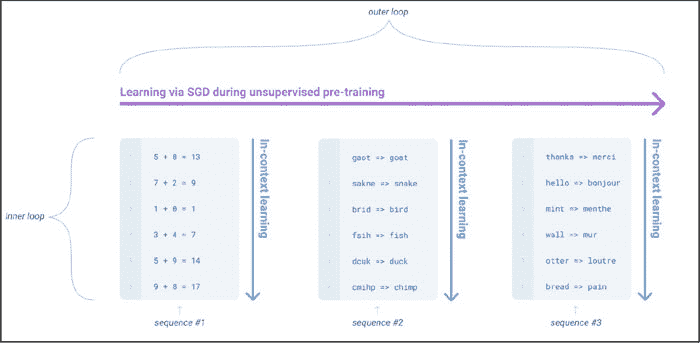 outer loop
Learning via SGD during unsupervised pre-training
inner loop
5 + 8 = 13
7 + 2 = 9
1 + 0 = 1
3 + 4 = 7
5 + 9 = 14
9 + 8 = 17
In-context learning
sequence #1
gaot => goat
sakne => snake
brid => bird
fsih => fish
dcuk => duck
cmihp => chimp
In-context learning
sequence #2
thanks => merci
hello => bonjour
mint => menthe
wall => mur
otter => loutre
bread => pain
In-context learning
sequence #3